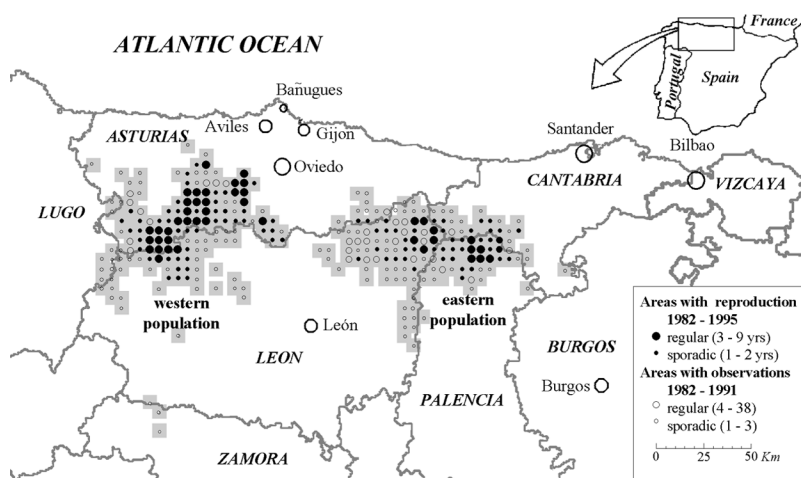 ATLANTIC OCEAN
France
Portugal
Spain
Bañugues
ASTURIAS
Aviles
Gijon
Santander
Bilbao
Oviedo
CANTABRIA
VIZCAYA
LUGO
western
population
eastern
population
León
LEON
BURGOS
Burgos
PALENCIA
ZAMORA
Areas with reproduction
1982 - 1995
regular (3 - 9 yrs)
sporadic (1 - 2 yrs)
Areas with observations
1982 - 1991
regular (4 - 38)
sporadic (1 - 3)
0 25 50 Km